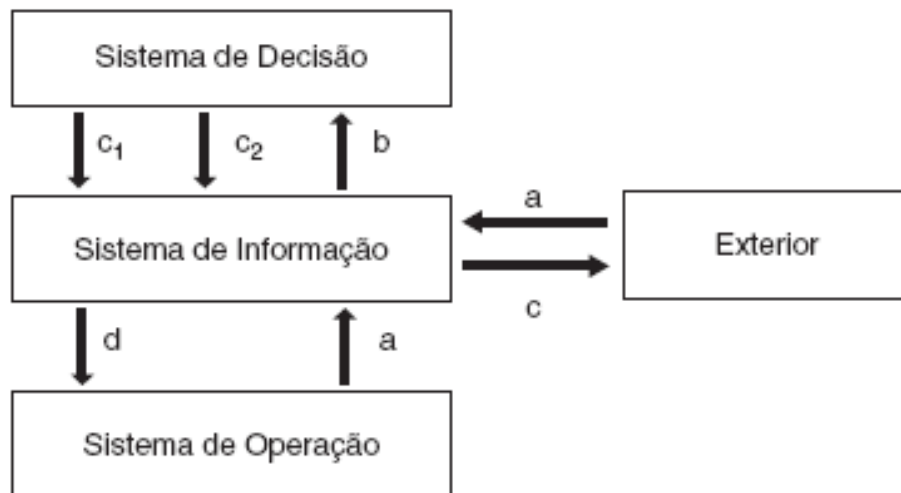 Sistema de Decisão
c₁ c₂ b
a
Sistema de Informação Exterior
c
d a
Sistema de Operação